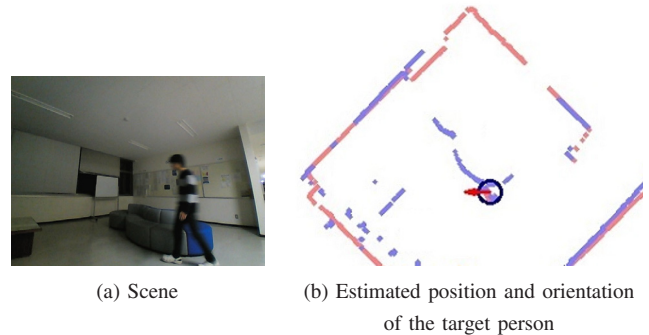 (a) Scene
(b) Estimated position and orientation
of the target person